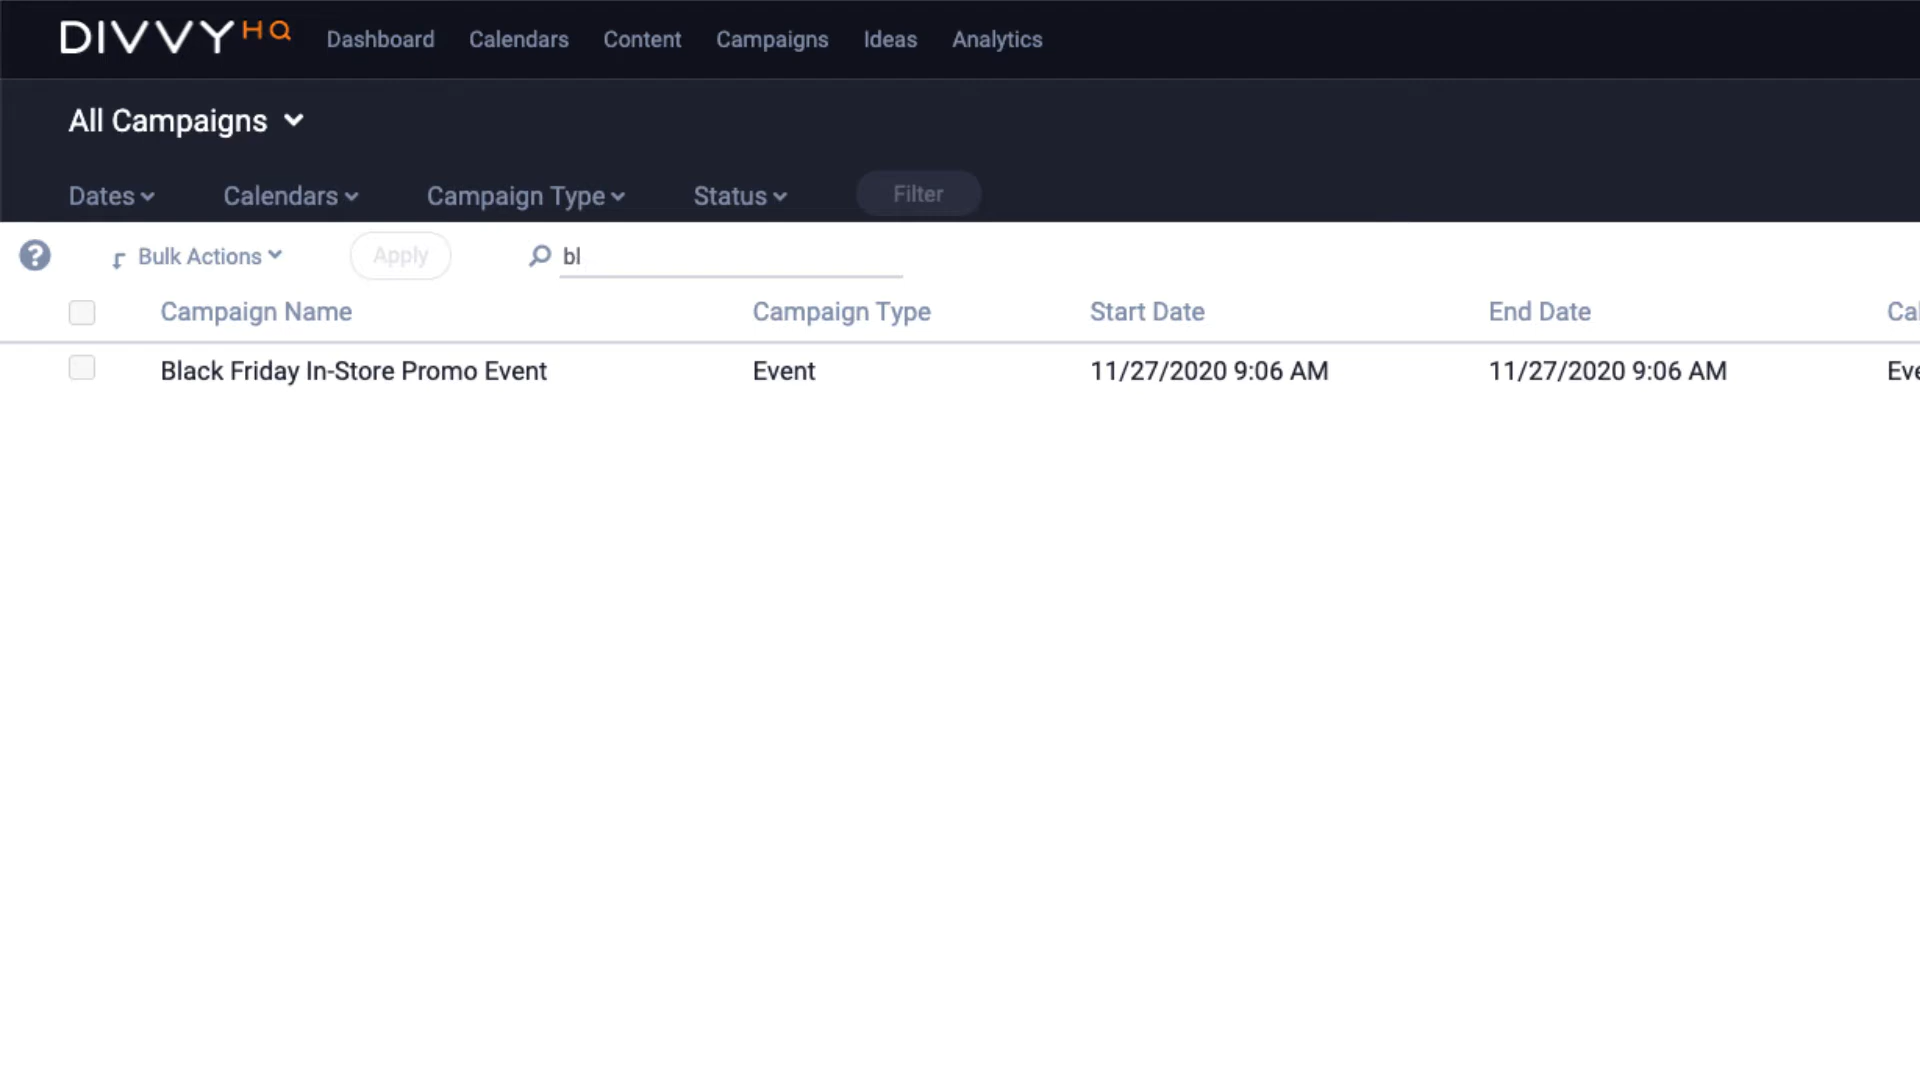 DIVVYHQ Dashboard Calendars Content Campaigns Ideas Analytics
All Campaigns
Dates Calendars Campaign Type Status Filter
? Bulk Actions Apply bl
Campaign Name Campaign Type Start Date End Date Cal
Black Friday In-Store Promo Event Event 11/27/2020 9:06 AM 11/27/2020 9:06 AM Eve